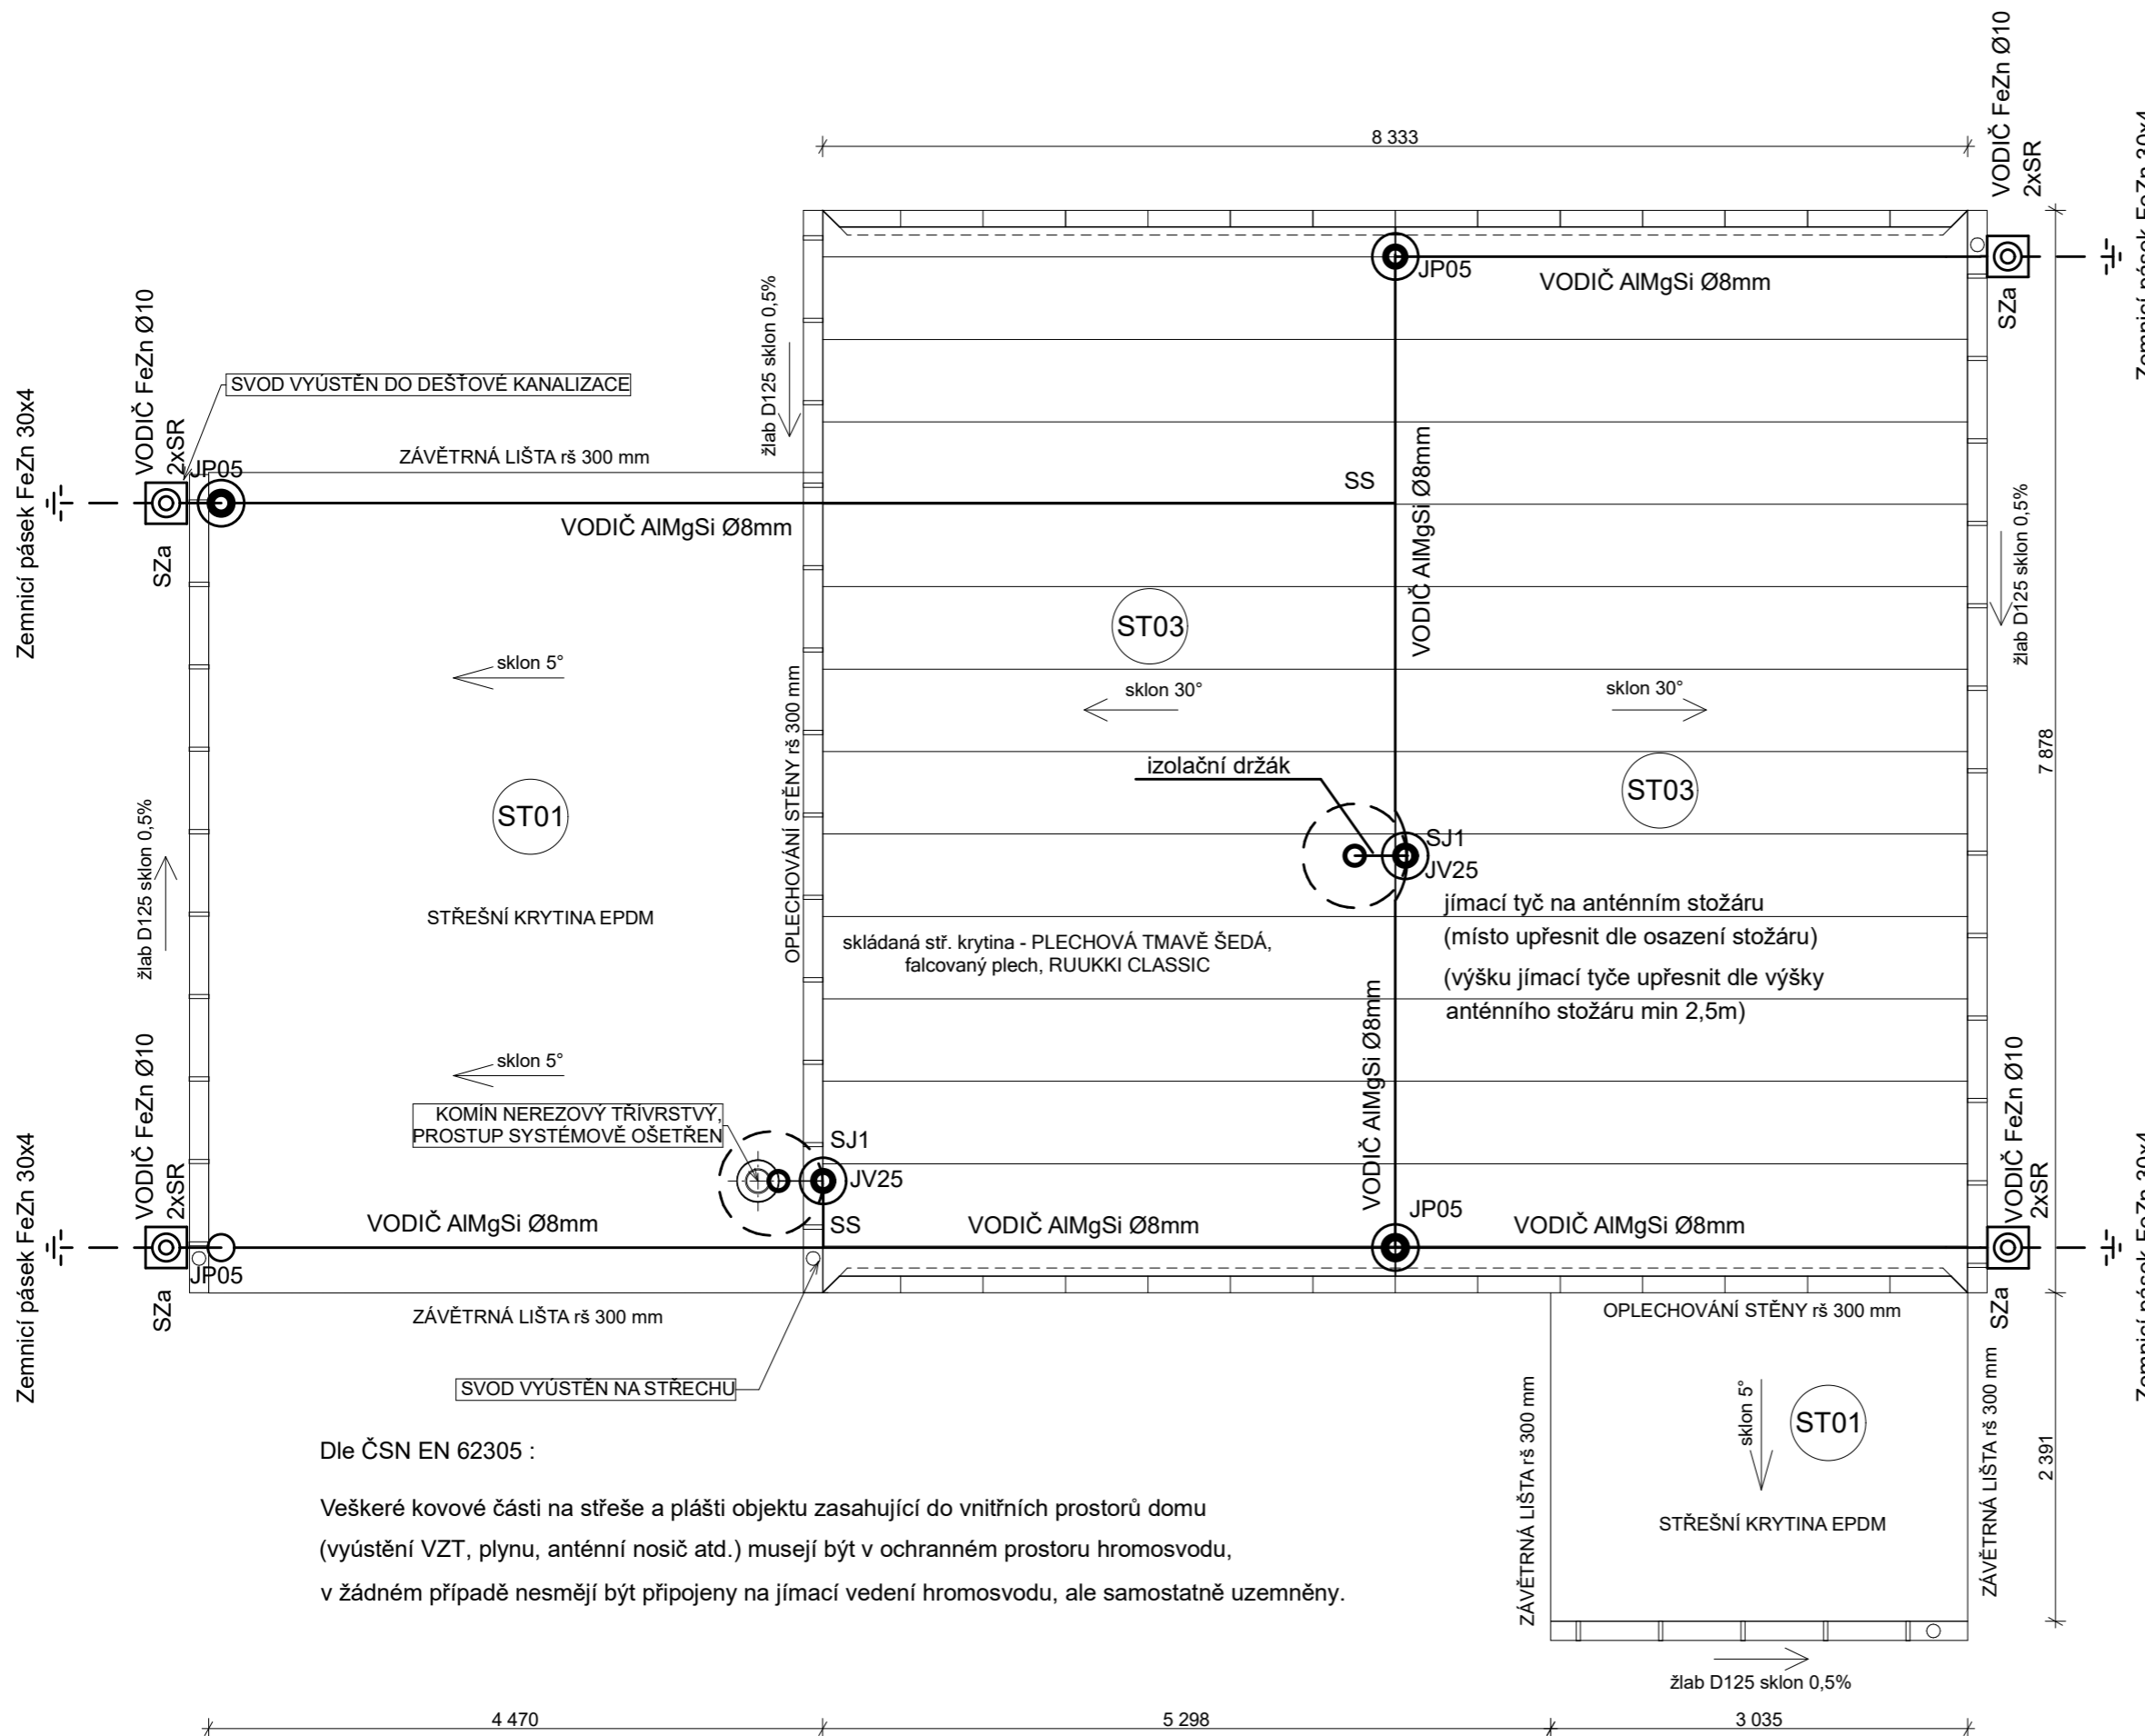 8 333
VODIČ FeZn Ø10
2xSR
Zemnicí pásek FeZn 30x4
JP05
VODIČ AlMgSi Ø8mm
SZa
žlab D125 sklon 0,5%
SVOD VYÚSTĚN DO DEŠŤOVÉ KANALIZACE
VODIČ FeZn Ø10
2xSR
Zemnicí pásek FeZn 30x4
JP05
ZÁVĚTRNÁ LIŠTA rš 300 mm
SS
VODIČ AlMgSi Ø8mm
VODIČ AlMgSi Ø8mm
SZa
žlab D125 sklon 0,5%
ST03
sklon 5°
sklon 30°
sklon 30°
OPLECHOVÁNÍ STĚNY rš 300 mm
7 878
izolační držák
ST03
ST01
žlab D125 sklon 0,5%
SJ1
JV25
STŘEŠNÍ KRYTINA EPDM
jímací tyč na anténním stožáru
(místo upřesnit dle osazení stožáru)
(výšku jímací tyče upřesnit dle výšky
anténního stožáru min 2,5m)
skládaná stř. krytina - PLECHOVÁ TMAVĚ ŠEDÁ,
falcovaný plech, RUUKKI CLASSIC
sklon 5°
KOMÍN NEREZOVÝ TŘÍVRSTVÝ,
PROSTUP SYSTÉMOVĚ OŠETŘEN
SJ1
JV25
SS
VODIČ AlMgSi Ø8mm
VODIČ FeZn Ø10
2xSR
Zemnicí pásek FeZn 30x4
VODIČ AlMgSi Ø8mm
VODIČ AlMgSi Ø8mm
JP05
VODIČ AlMgSi Ø8mm
VODIČ FeZn Ø10
2xSR
Zemnicí pásek FeZn 30x4
JP05
SZa
SZa
ZÁVĚTRNÁ LIŠTA rš 300 mm
OPLECHOVÁNÍ STĚNY rš 300 mm
SVOD VYÚSTĚN NA STŘECHU
ZÁVĚTRNÁ LIŠTA rš 300 mm
sklon 5°
ST01
ZÁVĚTRNÁ LIŠTA rš 300 mm
2 391
STŘEŠNÍ KRYTINA EPDM
Dle ČSN EN 62305 :
Veškeré kovové části na střeše a plášti objektu zasahující do vnitřních prostorů domu
(vyústění VZT, plynu, anténní nosič atd.) musejí být v ochranném prostoru hromosvodu,
v žádném případě nesmějí být připojeny na jímací vedení hromosvodu, ale samostatně uzemněny.
žlab D125 sklon 0,5%
4 470
5 298
3 035